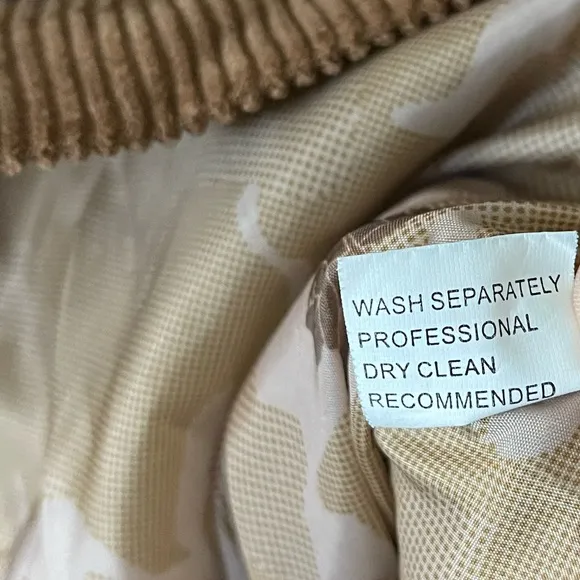 WASH SEPARATELY
PROFESSIONAL
DRY CLEAN
RECOMMENDED